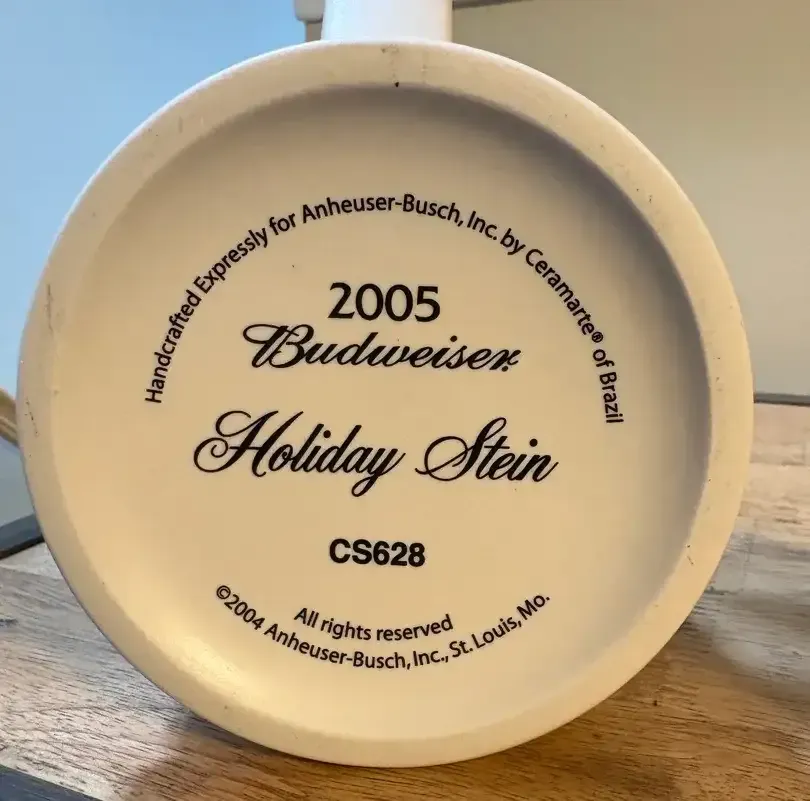 Handcrafted Expressly for Anheuser-Busch, Inc. by Ceramarte® of Brazil
2005
Budweiser.
Holiday Stein
CS628
All rights reserved
©2004 Anheuser-Busch, Inc., St. Louis, Mo.